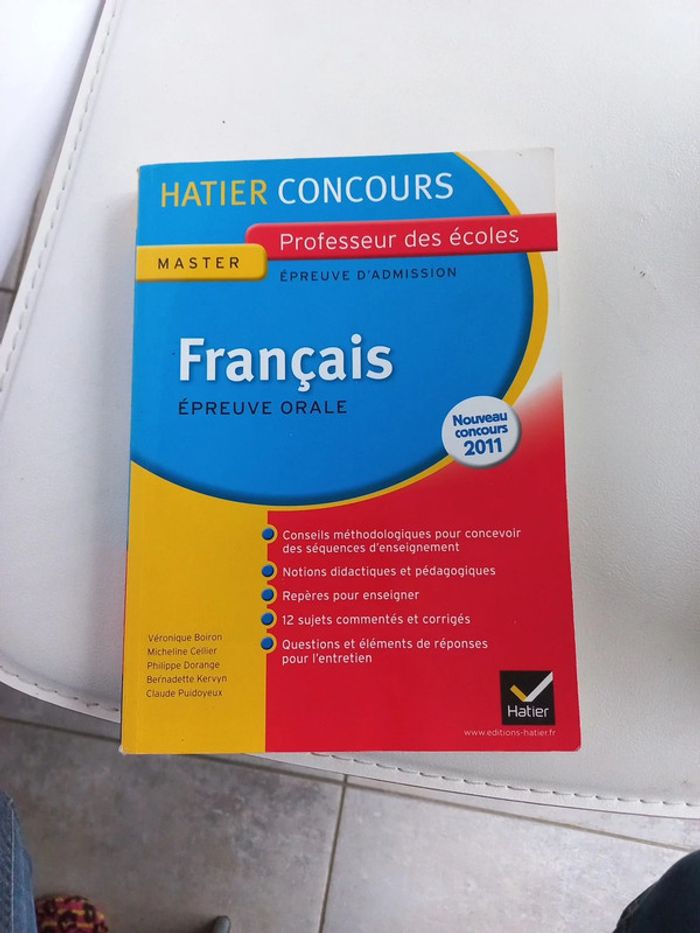 HATIER CONCOURS
Professeur des écoles
MASTER
ÉPREUVE D'ADMISSION
Français
ÉPREUVE ORALE
Nouveau
concours
2011
Conseils méthodologiques pour concevoir
des séquences d'enseignement
Notions didactiques et pédagogiques
Repères pour enseigner
12 sujets commentés et corrigés
Questions et éléments de réponses
pour l'entretien
Véronique Boiron
Micheline Cellier
Philippe Dorange
Bernadette Kervyn
Claude Puidoyeux
Hatier
www.editions-hatier.fr